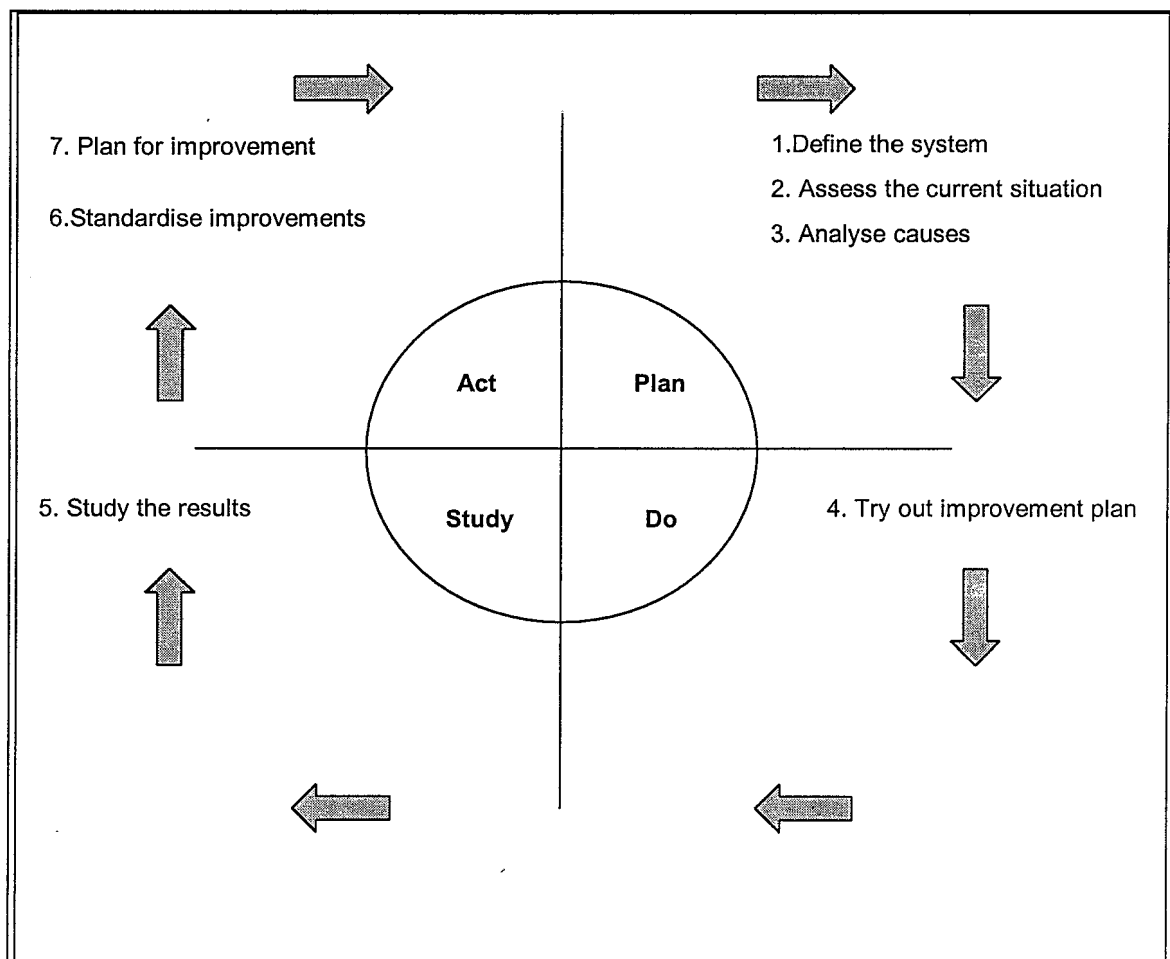 7. Plan for improvement
6.Standardise improvements
1.Define the system
2. Assess the current situation
3. Analyse causes
Act
Plan
Study
Do
5. Study the results
4. Try out improvement plan